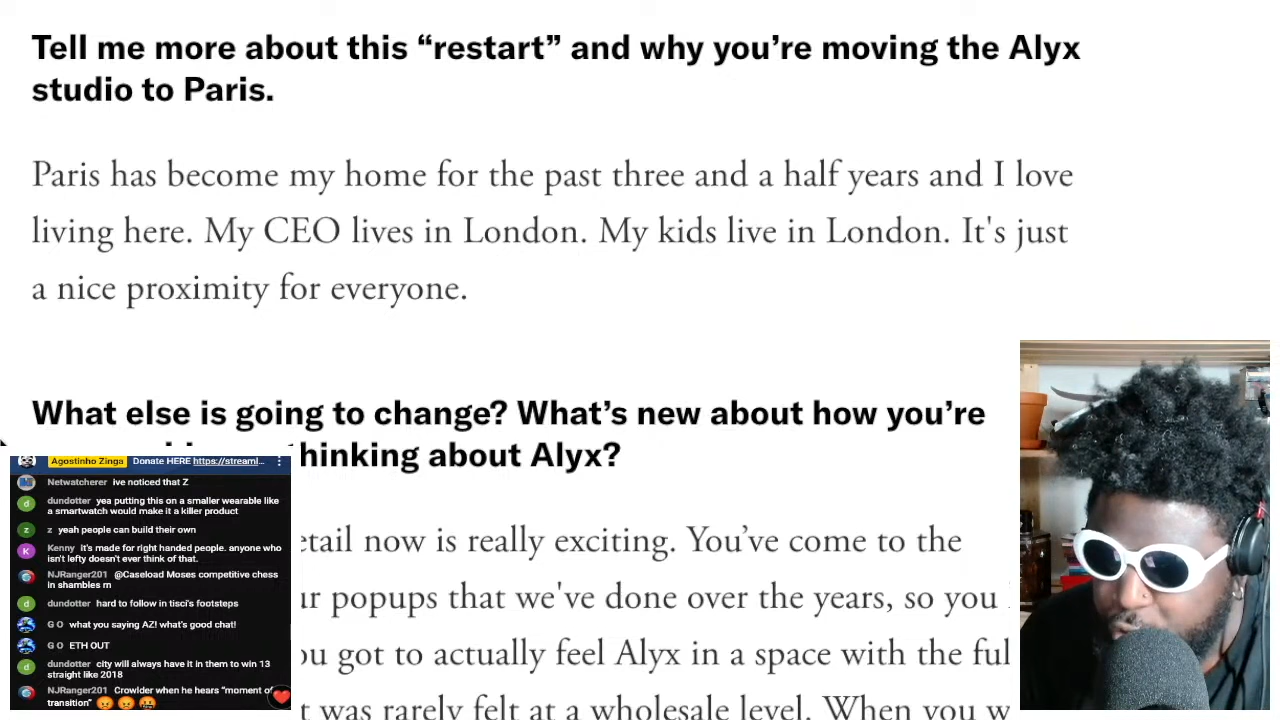 Tell me more about this “restart” and why you’re moving the Alyx
studio to Paris.
Paris has become my home for the past three and a half years and I love
living here. My CEO lives in London. My kids live in London. It's just
a nice proximity for everyone.
What else is going to change? What’s new about how you’re
hinking about Alyx?
etail now is really exciting. You’ve come to the
ur popups that we've done over the years, so you
ou got to actually feel Alyx in a space with the ful
t was rarely felt at a wholesale level. When you w
Agostinho Zinga Donate HERE https://streaml...
Netwatcherer ive noticed that Z
dundotter yea putting this on a smaller wearable like
a smartwatch would make it a killer product
z yeah people can build their own
Kenny it's made for right handed people. anyone who
isn't lefty doesn't ever think of that.
NJRanger201 @Caseload Moses competitive chess
in shambles rn
dundotter hard to follow in tisci's footsteps
G O what you saying AZ! what's good chat!
G O ETH OUT
dundotter city will always have it in them to win 13
straight like 2018
NJRanger201 Crowlder when he hears "moment of
transition"